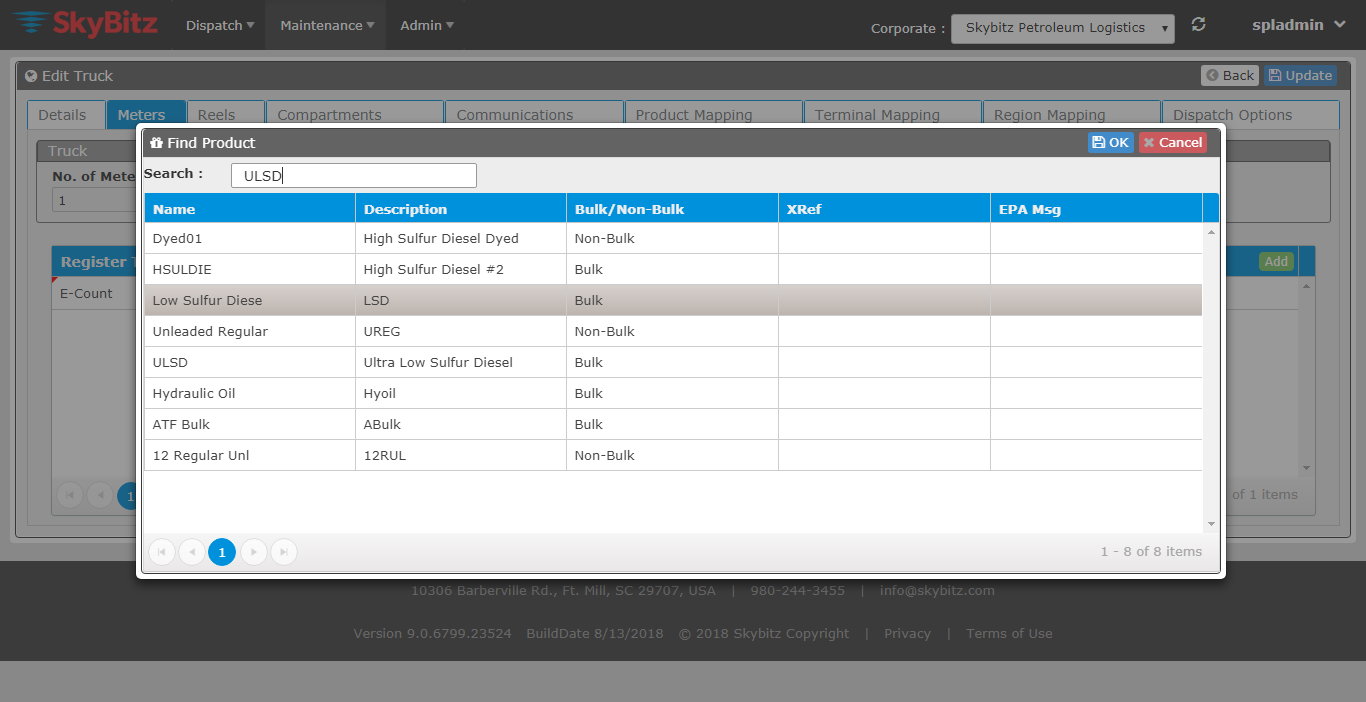 SkyBitz Dispatch Maintenance Admin Corporate : Skybitz Petroleum Logistics spladmin
Edit Truck Back Update
Details Meters Reels Compartments Communications Product Mapping Terminal Mapping Region Mapping Dispatch Options
Truck
No. of Mete
1
Register T Add
E-Count
1 of 1 items
Find Product OK Cancel
Search : ULSD
Name Description Bulk/Non-Bulk XRef EPA Msg
Dyed01 High Sulfur Diesel Dyed Non-Bulk
HSULDIE High Sulfur Diesel #2 Bulk
Low Sulfur Diese LSD Bulk
Unleaded Regular UREG Non-Bulk
ULSD Ultra Low Sulfur Diesel Bulk
Hydraulic Oil Hyoil Bulk
ATF Bulk ABulk Bulk
12 Regular Unl 12RUL Non-Bulk
1 1 - 8 of 8 items
10306 Barberville Rd., Ft. Mill, SC 29707, USA | 980-244-3455 | info@skybitz.com
Version 9.0.6799.23524 BuildDate 8/13/2018 © 2018 Skybitz Copyright | Privacy | Terms of Use